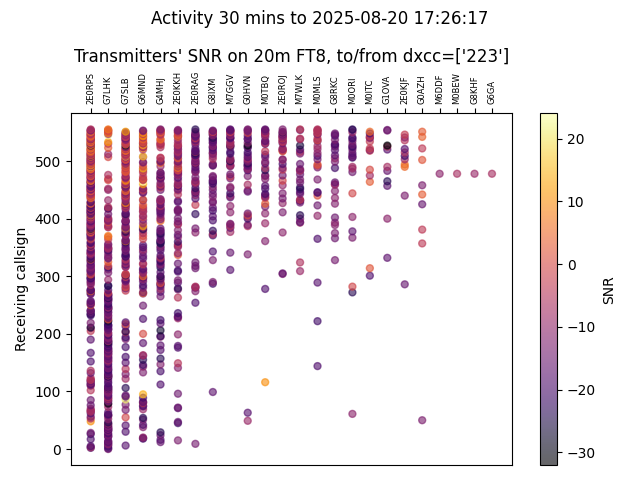 Activity 30 mins to 2025-08-20 17:26:17
Transmitters' SNR on 20m FT8, to/from dxcc=['223']
2E0RPS G7LHK G7SLB G6MND G4MHJ 2E0KKH 2E0RAG G8IXM M7GGV G0HVN M0TBQ 2E0ROJ M7WLK M0MLS G8RKC M0ORI M0ITC G1OVA 2E0KJF G0AZH M6DDF M0BEW G8KHF G6GA
500
400
300
200
100
0
Receiving callsign
20
10
0
−10
−20
−30
SNR